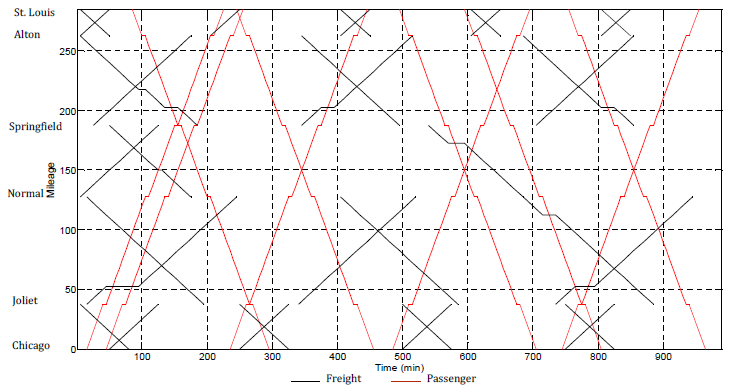 St. Louis
Alton
250
200
Springfield
150
Mileage
Normal
100
50
Joliet
Chicago
0
100 200 300 400 500 600 700 800 900
Time (min)
Freight Passenger